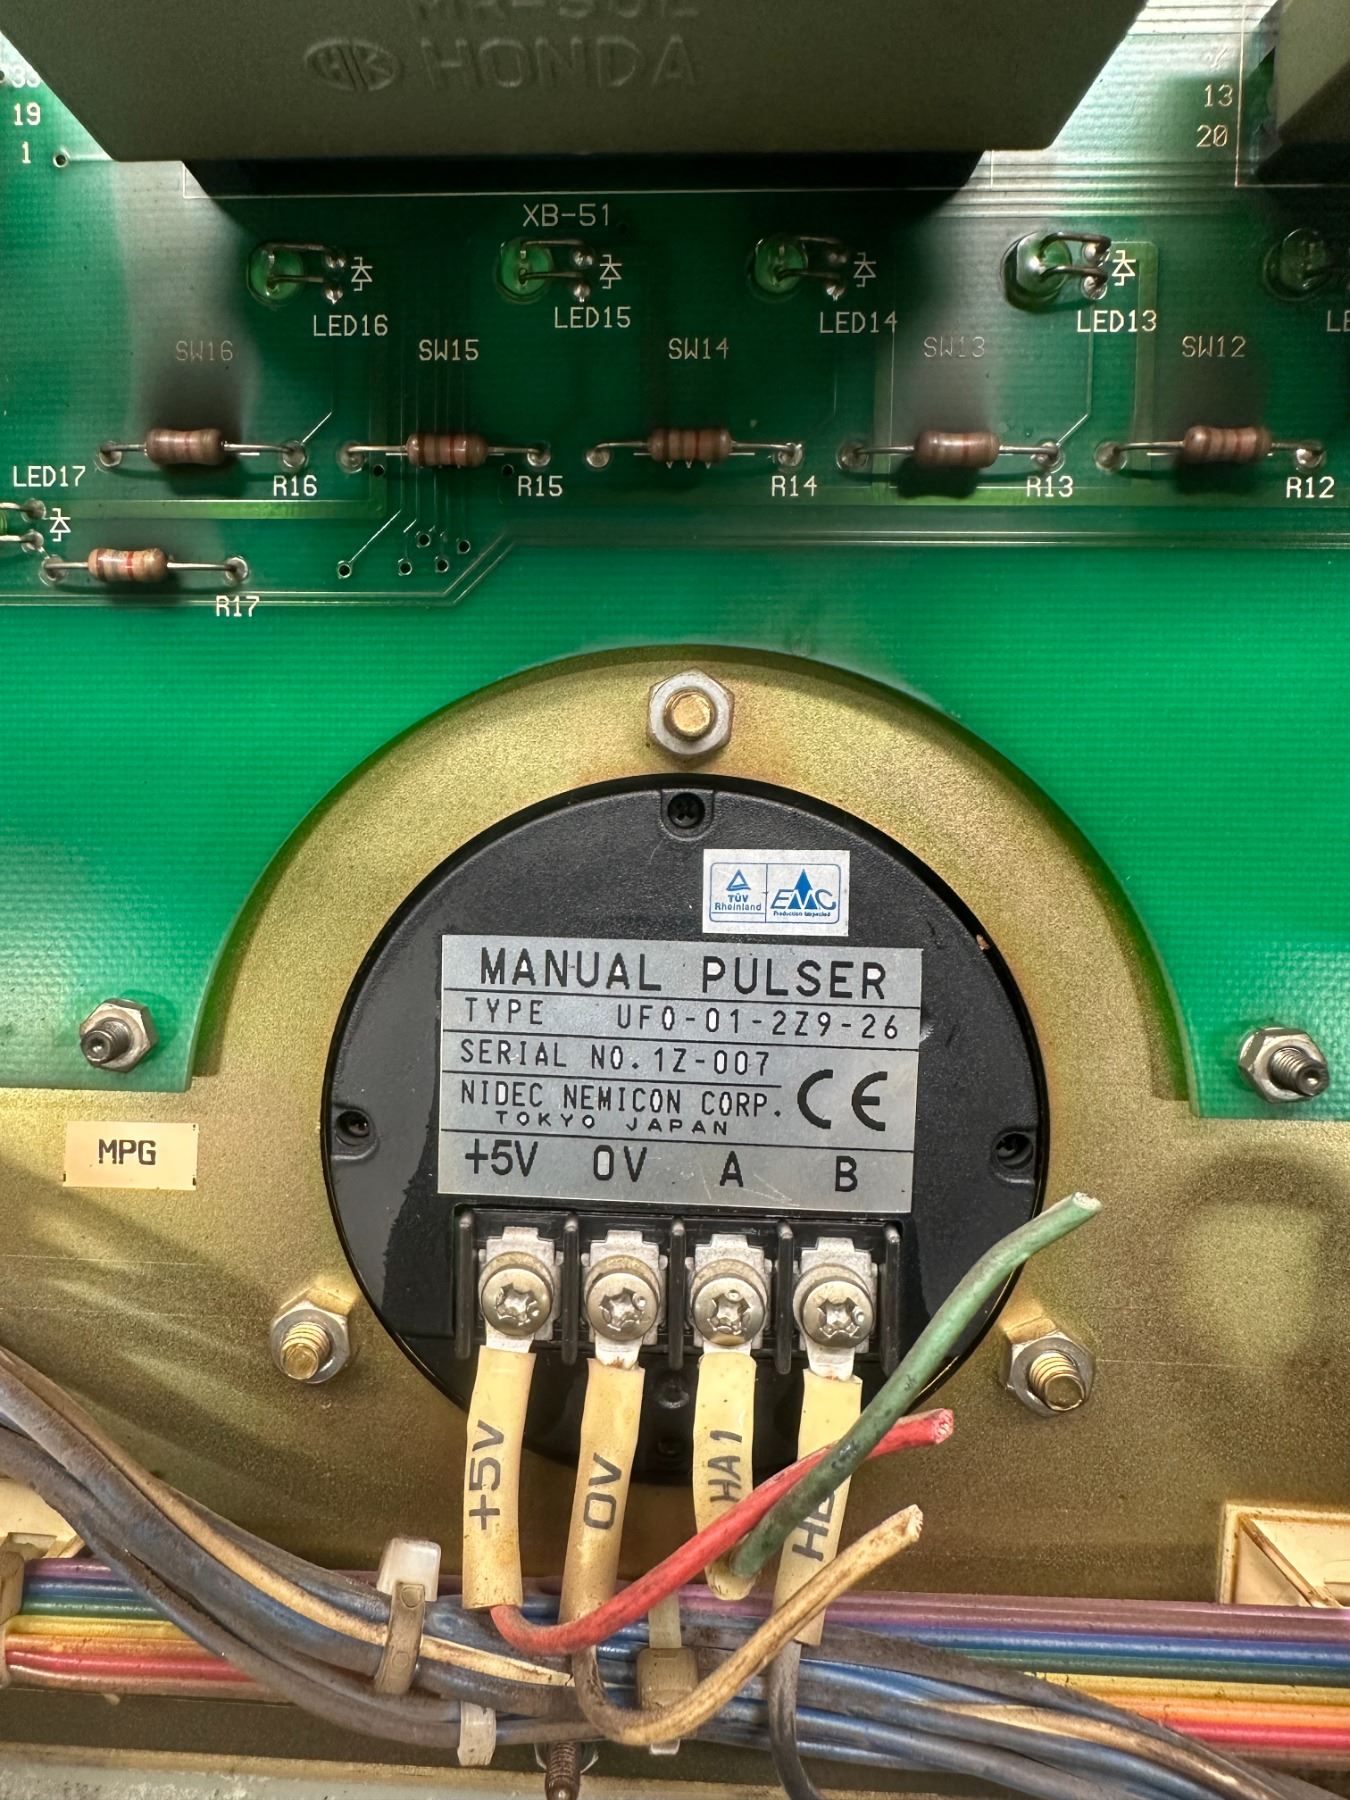 HONDA
19
1
13
20
XB-51
LED16
LED15
LED14
LED13
SW16
SW15
SW14
SW13
SW12
LED17
R16
R15
R14
R13
R12
R17
TÜV
Rheinland
EMC
MANUAL PULSER
TYPE UFO-01-2Z9-26
SERIAL NO. 1Z-007
NIDEC NEMICON CORP.
TOKYO JAPAN
CE
+5V 0V A B
MPG
+5V
0V
HA1